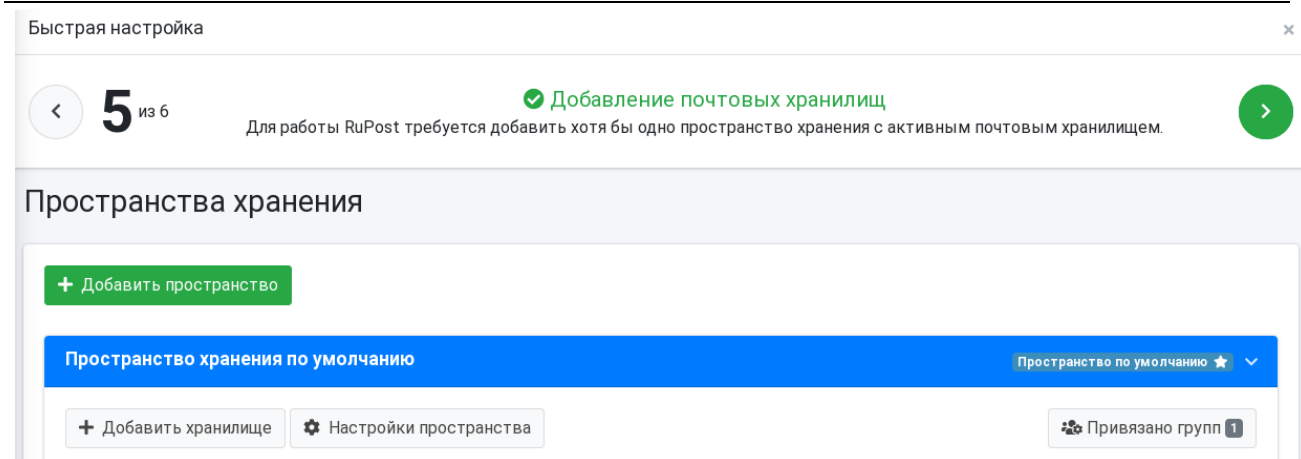 Быстрая настройка
5 из 6
Добавление почтовых хранилищ
Для работы RuPost требуется добавить хотя бы одно пространство хранения с активным почтовым хранилищем.
Пространства хранения
Добавить пространство
Пространство хранения по умолчанию
Пространство по умолчанию
Добавить хранилище
Настройки пространства
Привязано групп 1